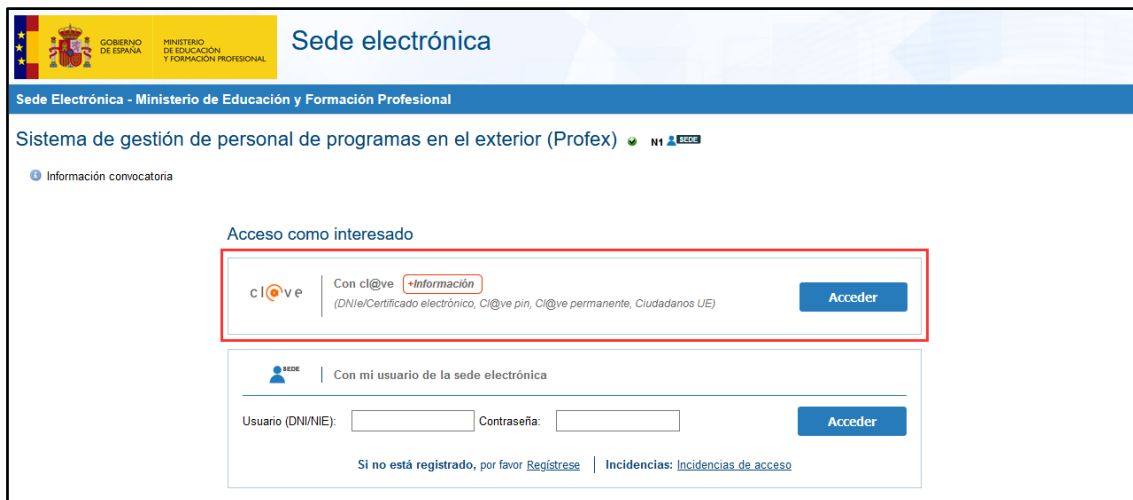 GOBIERNO
DE ESPAÑA
MINISTERIO
DE EDUCACIÓN
Y FORMACIÓN PROFESIONAL
Sede electrónica
Sede Electrónica - Ministerio de Educación y Formación Profesional
Sistema de gestión de personal de programas en el exterior (Profex) N1 SEDE
Información convocatoria
Acceso como interesado
cl@ve
Con cl@ve +Información
(DNIe/Certificado electrónico, Cl@ve pin, Cl@ve permanente, Ciudadanos UE)
Acceder
SEDE
Con mi usuario de la sede electrónica
Usuario (DNI/NIE): Contraseña: Acceder
Si no está registrado, por favor Regístrese Incidencias: Incidencias de acceso